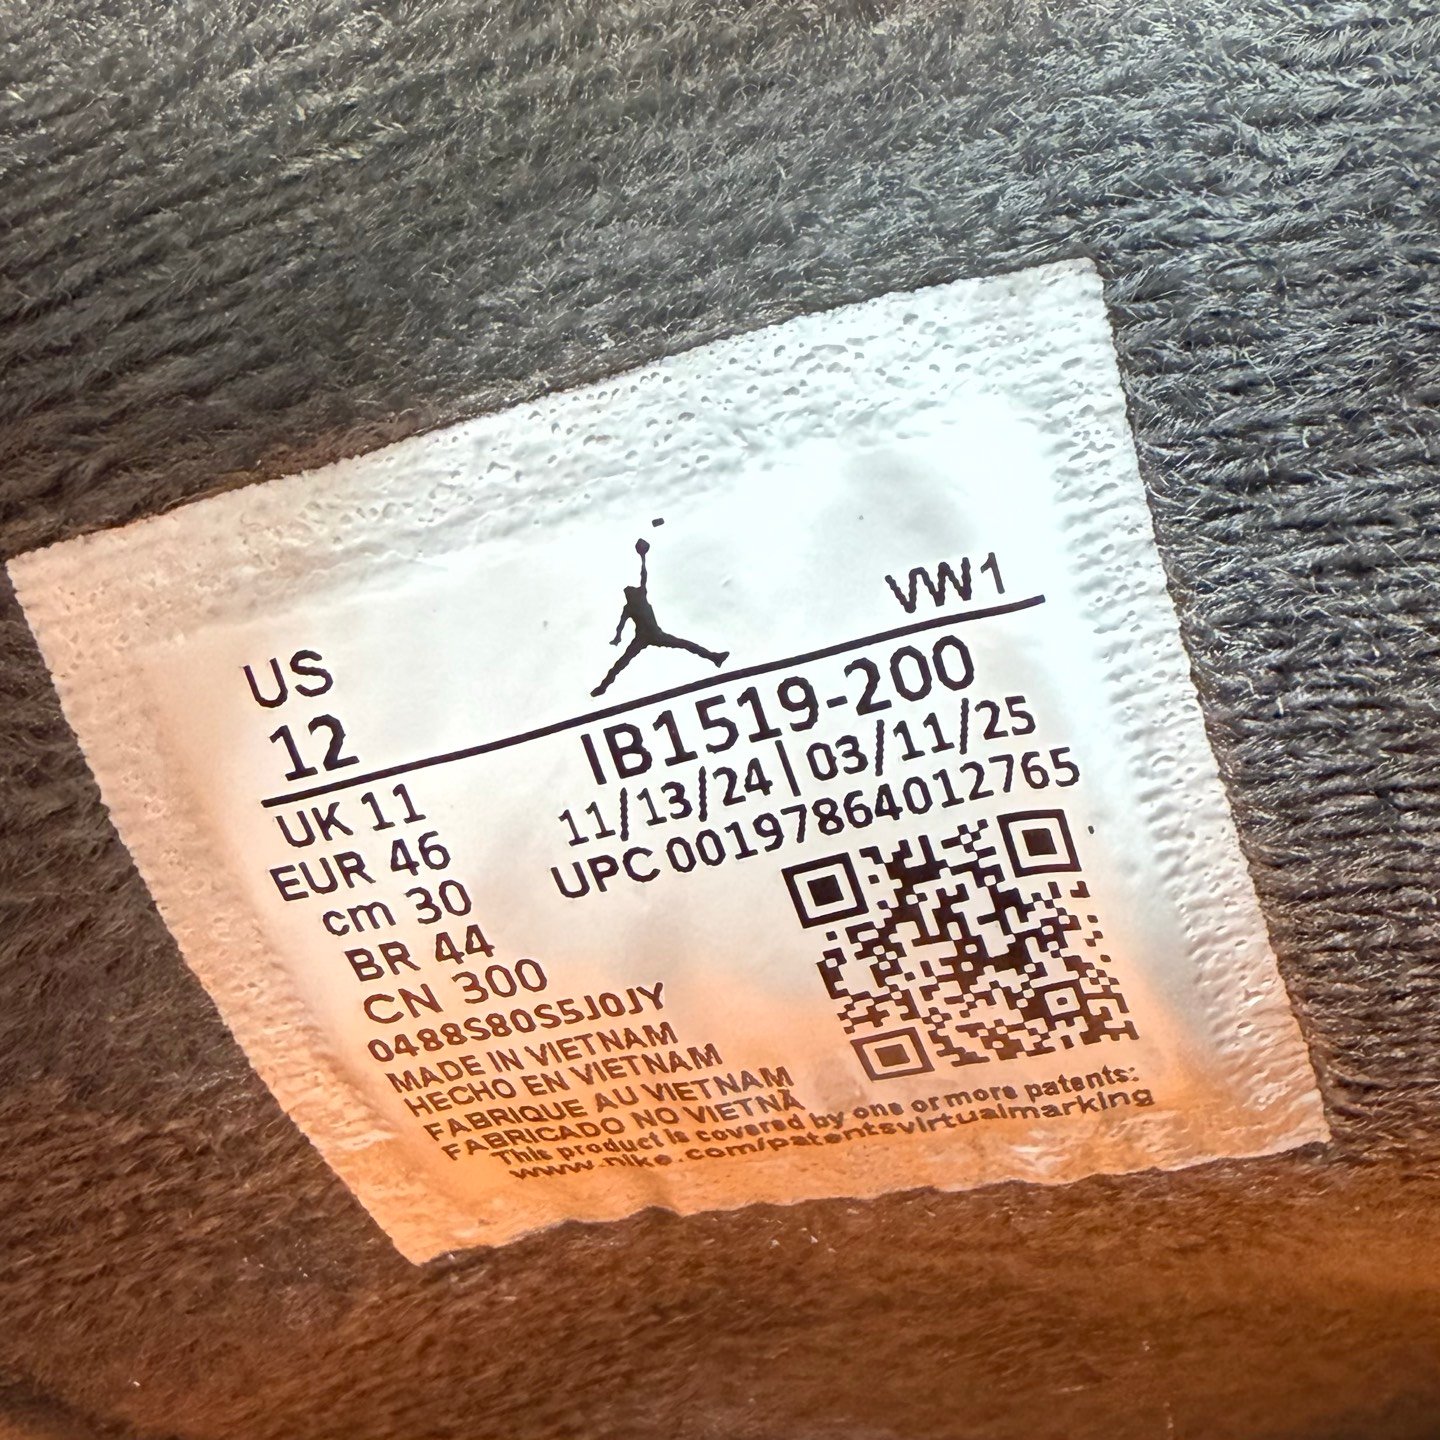 VW1
US
12
IB1519-200
11/13/24 | 03/11/25
UPC 00197864012765
UK 11
EUR 46
cm 30
BR 44
CN 300
0488S80S5J0JY
MADE IN VIETNAM
HECHO EN VIETNAM
FABRIQUE AU VIETNAM
FABRICADO NO VIETNÃ
This product is covered by one or more patents:
www.nike.com/patentsvirtualmarking